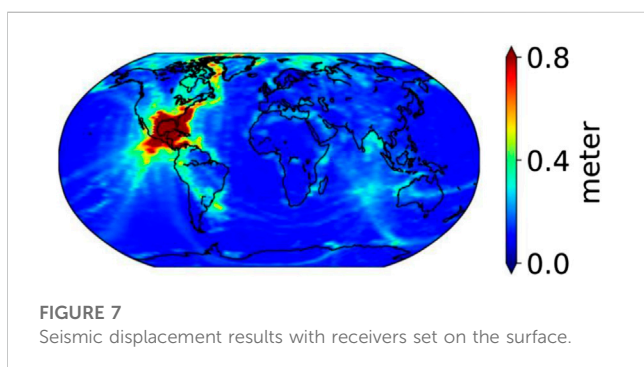 0.8
0.4
0.0
meter
FIGURE 7
Seismic displacement results with receivers set on the surface.